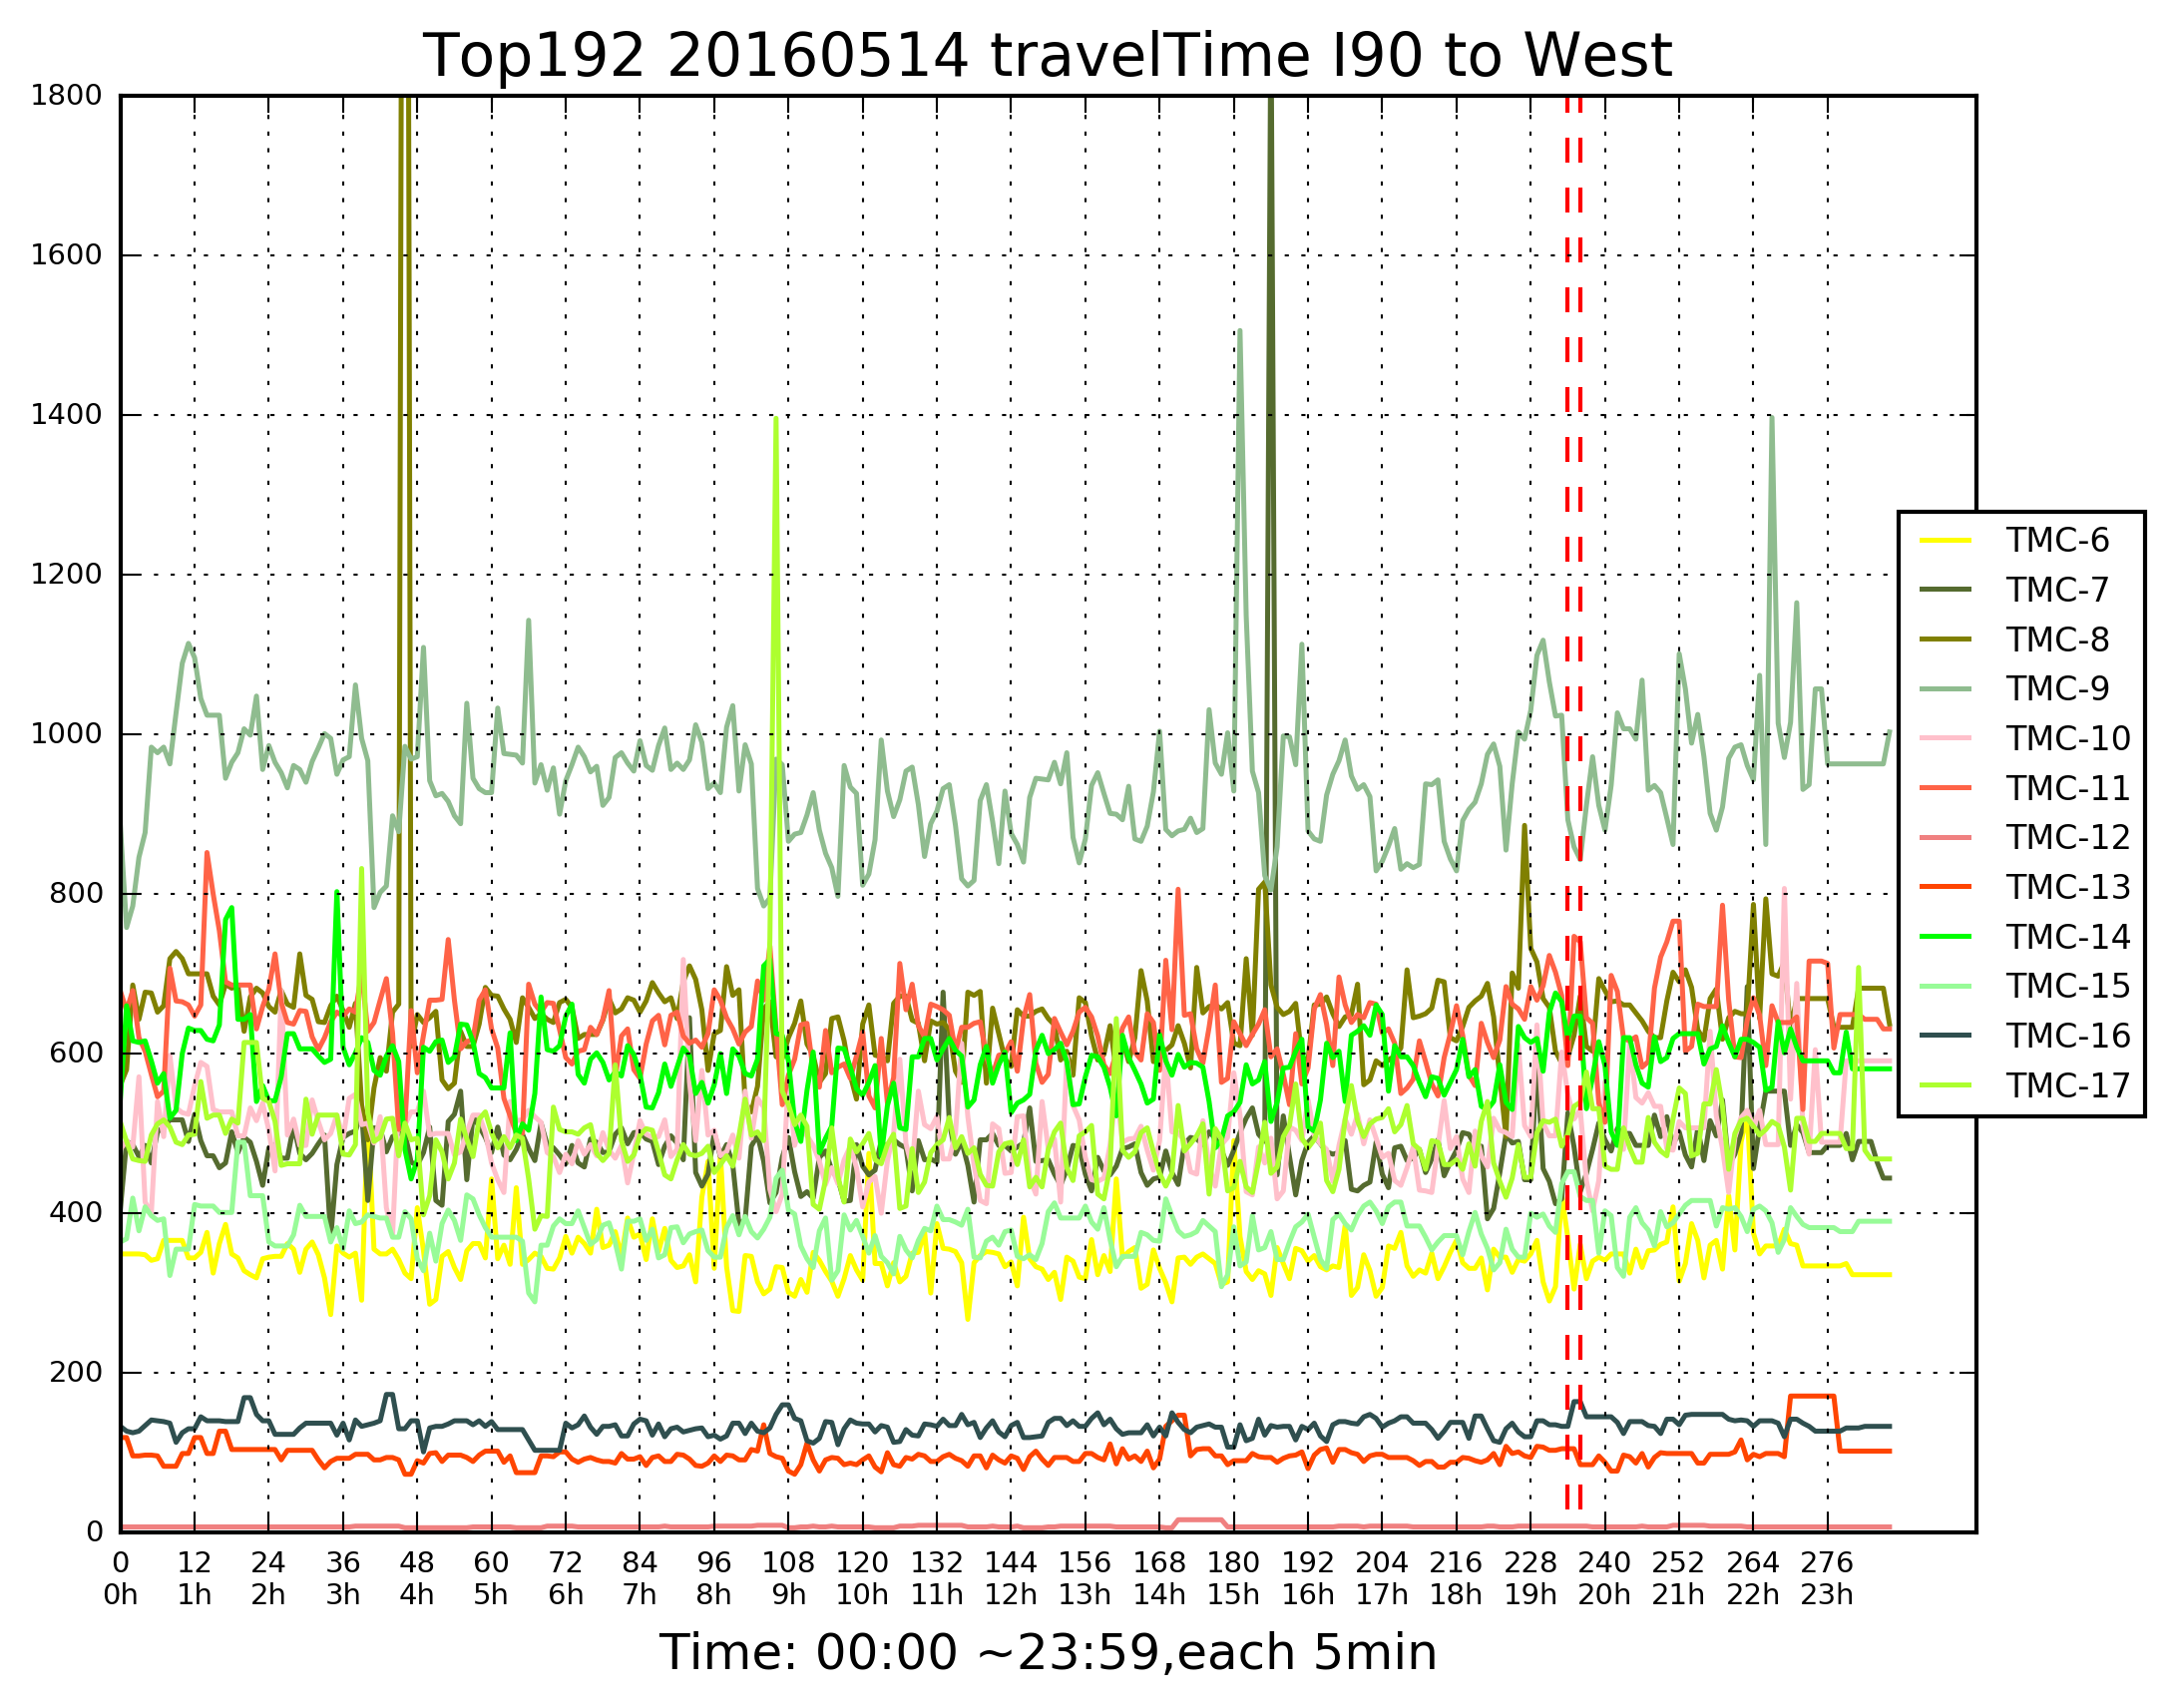 Top192 20160514 travelTime I90 to West
1800
1600
1400
1200
1000
800
600
400
200
0
TMC-6
TMC-7
TMC-8
TMC-9
TMC-10
TMC-11
TMC-12
TMC-13
TMC-14
TMC-15
TMC-16
TMC-17
0 12 24 36 48 60 72 84 96 108 120 132 144 156 168 180 192 204 216 228 240 252 264 276
0h 1h 2h 3h 4h 5h 6h 7h 8h 9h 10h 11h 12h 13h 14h 15h 16h 17h 18h 19h 20h 21h 22h 23h
Time: 00:00 ~23:59,each 5min